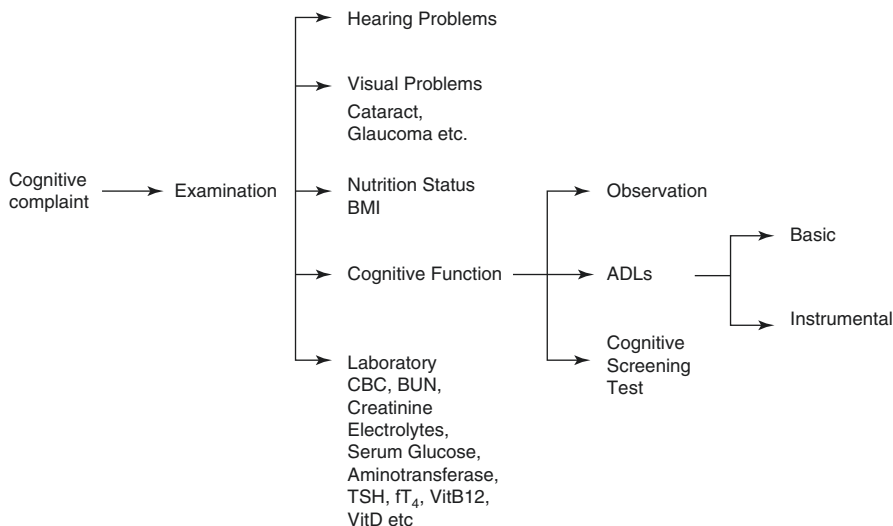 Cognitive
complaint
Examination
Hearing Problems
Visual Problems
Cataract,
Glaucoma etc.
Nutrition Status
BMI
Cognitive Function
Laboratory
CBC, BUN,
Creatinine
Electrolytes,
Serum Glucose,
Aminotransferase,
TSH, fT₄, VitB12,
VitD etc
Observation
ADLs
Cognitive
Screening
Test
Basic
Instrumental